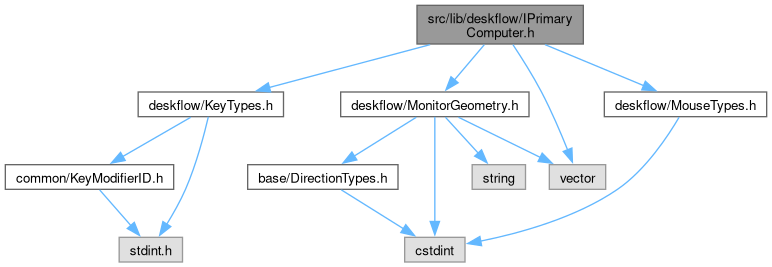 src/lib/deskflow/IPrimary
Computer.h
deskflow/KeyTypes.h
deskflow/MonitorGeometry.h
deskflow/MouseTypes.h
common/KeyModifierID.h
base/DirectionTypes.h
string
vector
stdint.h
cstdint